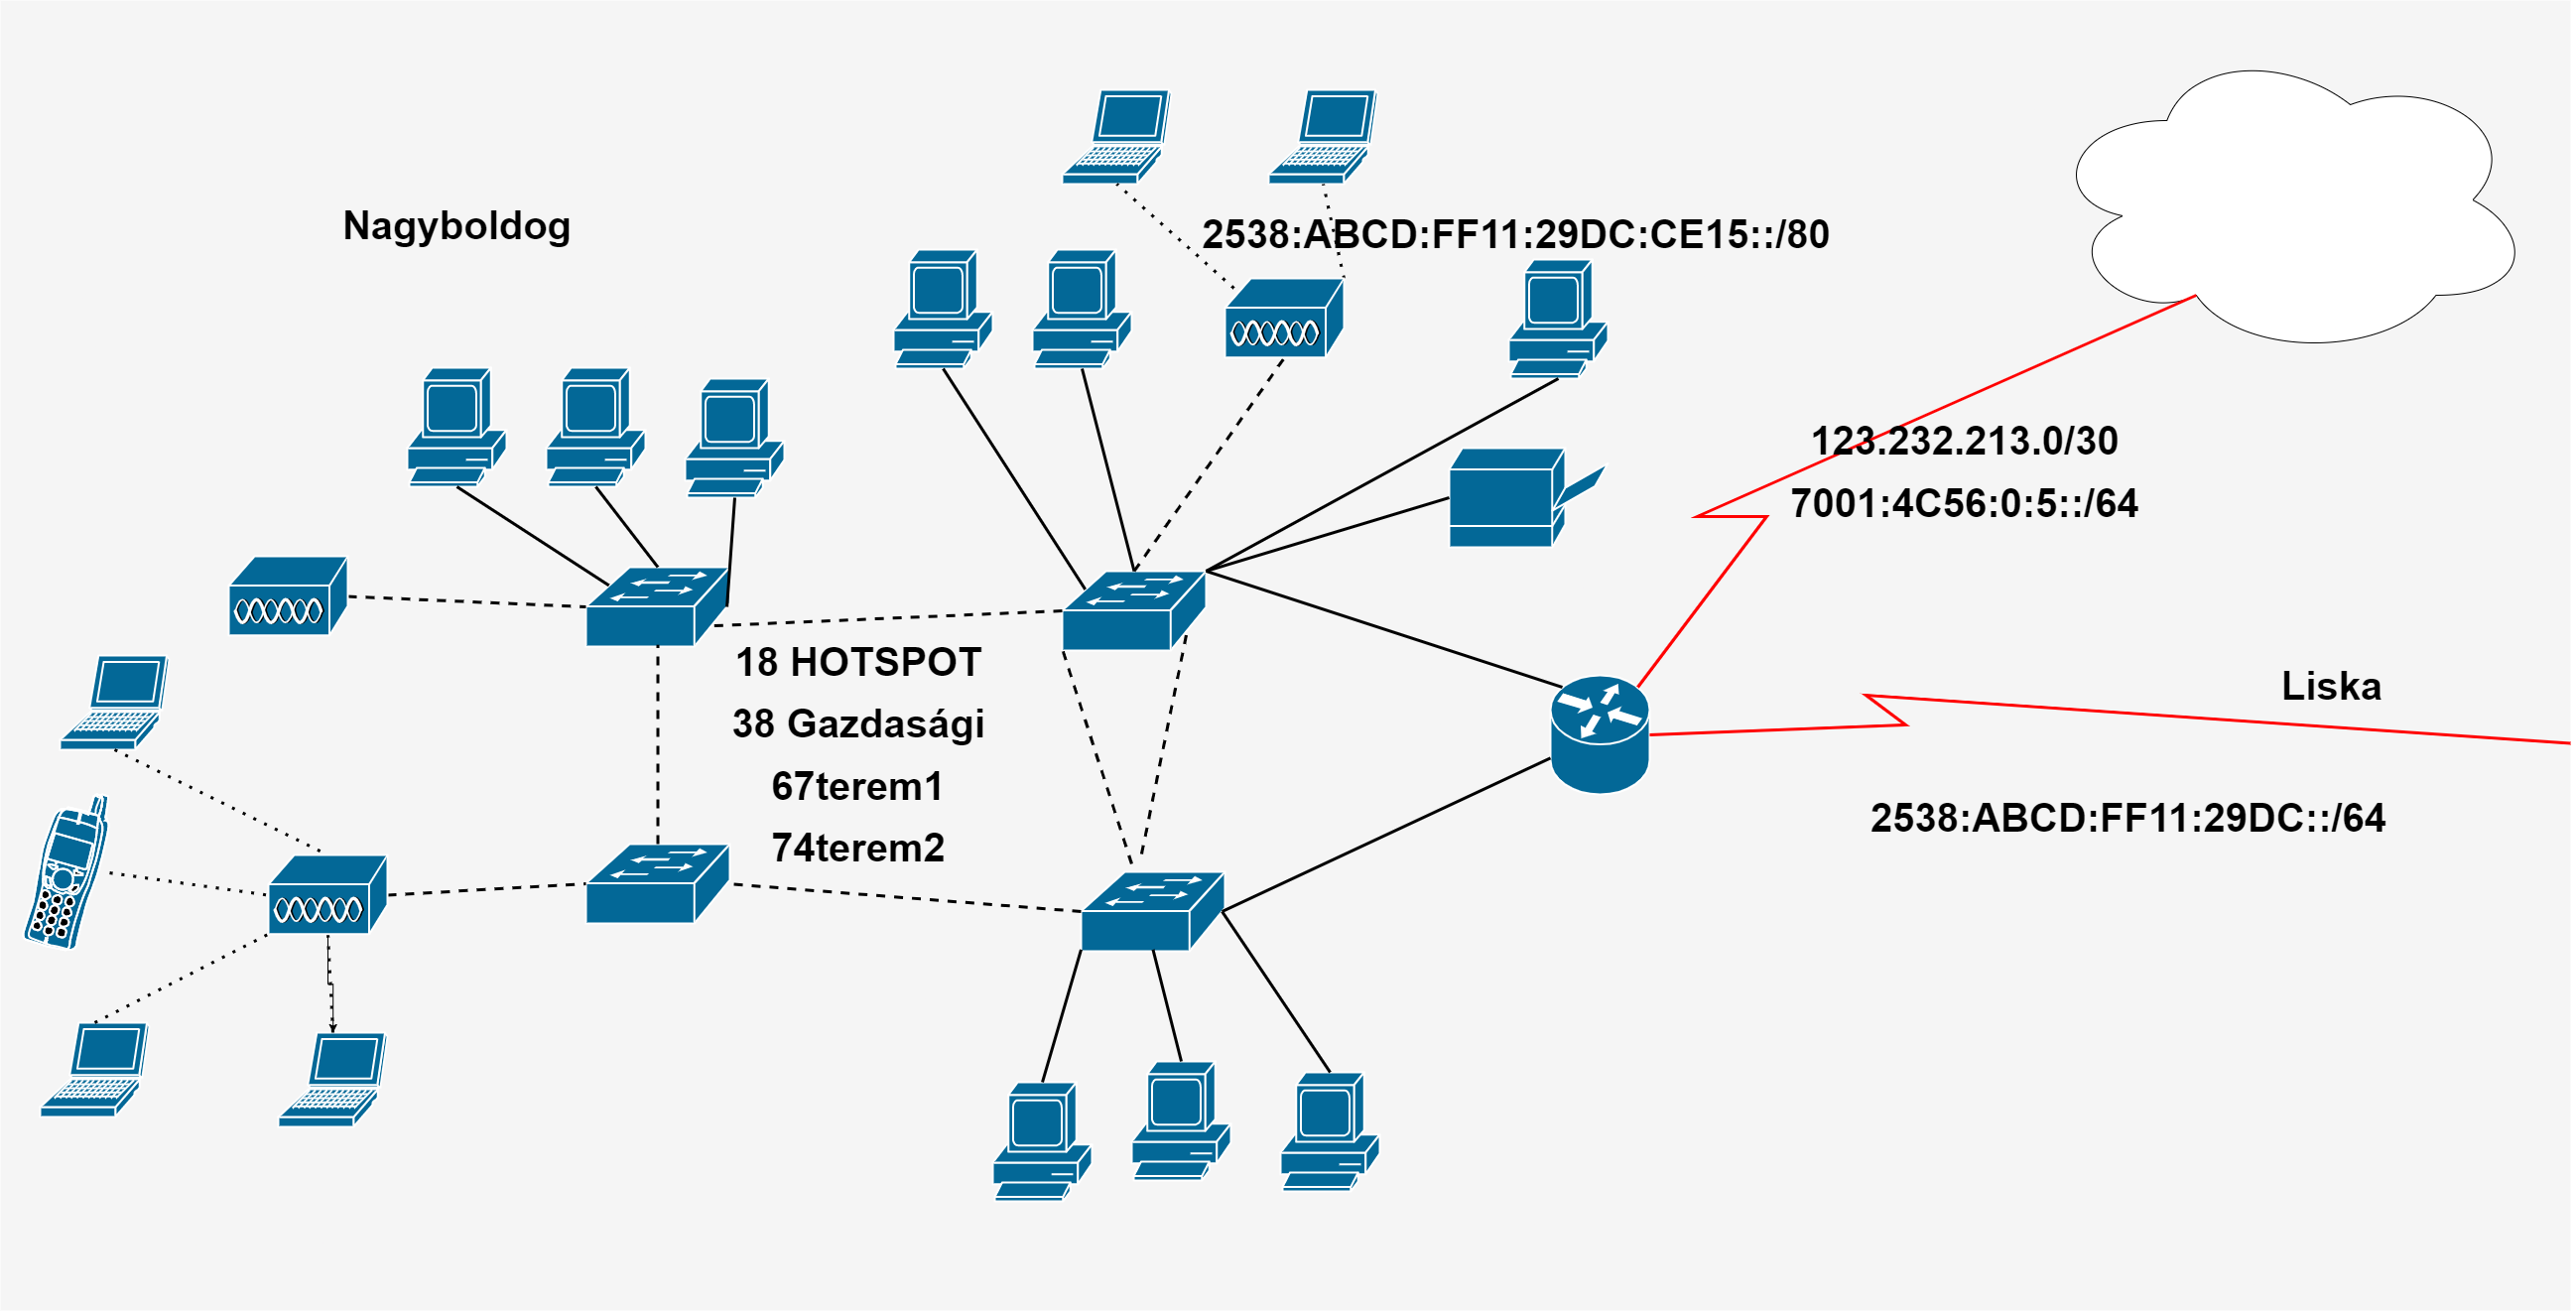 Nagyboldog
2538:ABCD:FF11:29DC:CE15::/80
123.232.213.0/30
7001:4C56:0:5::/64
18 HOTSPOT
38 Gazdasági
67terem1
74terem2
Liska
2538:ABCD:FF11:29DC::/64